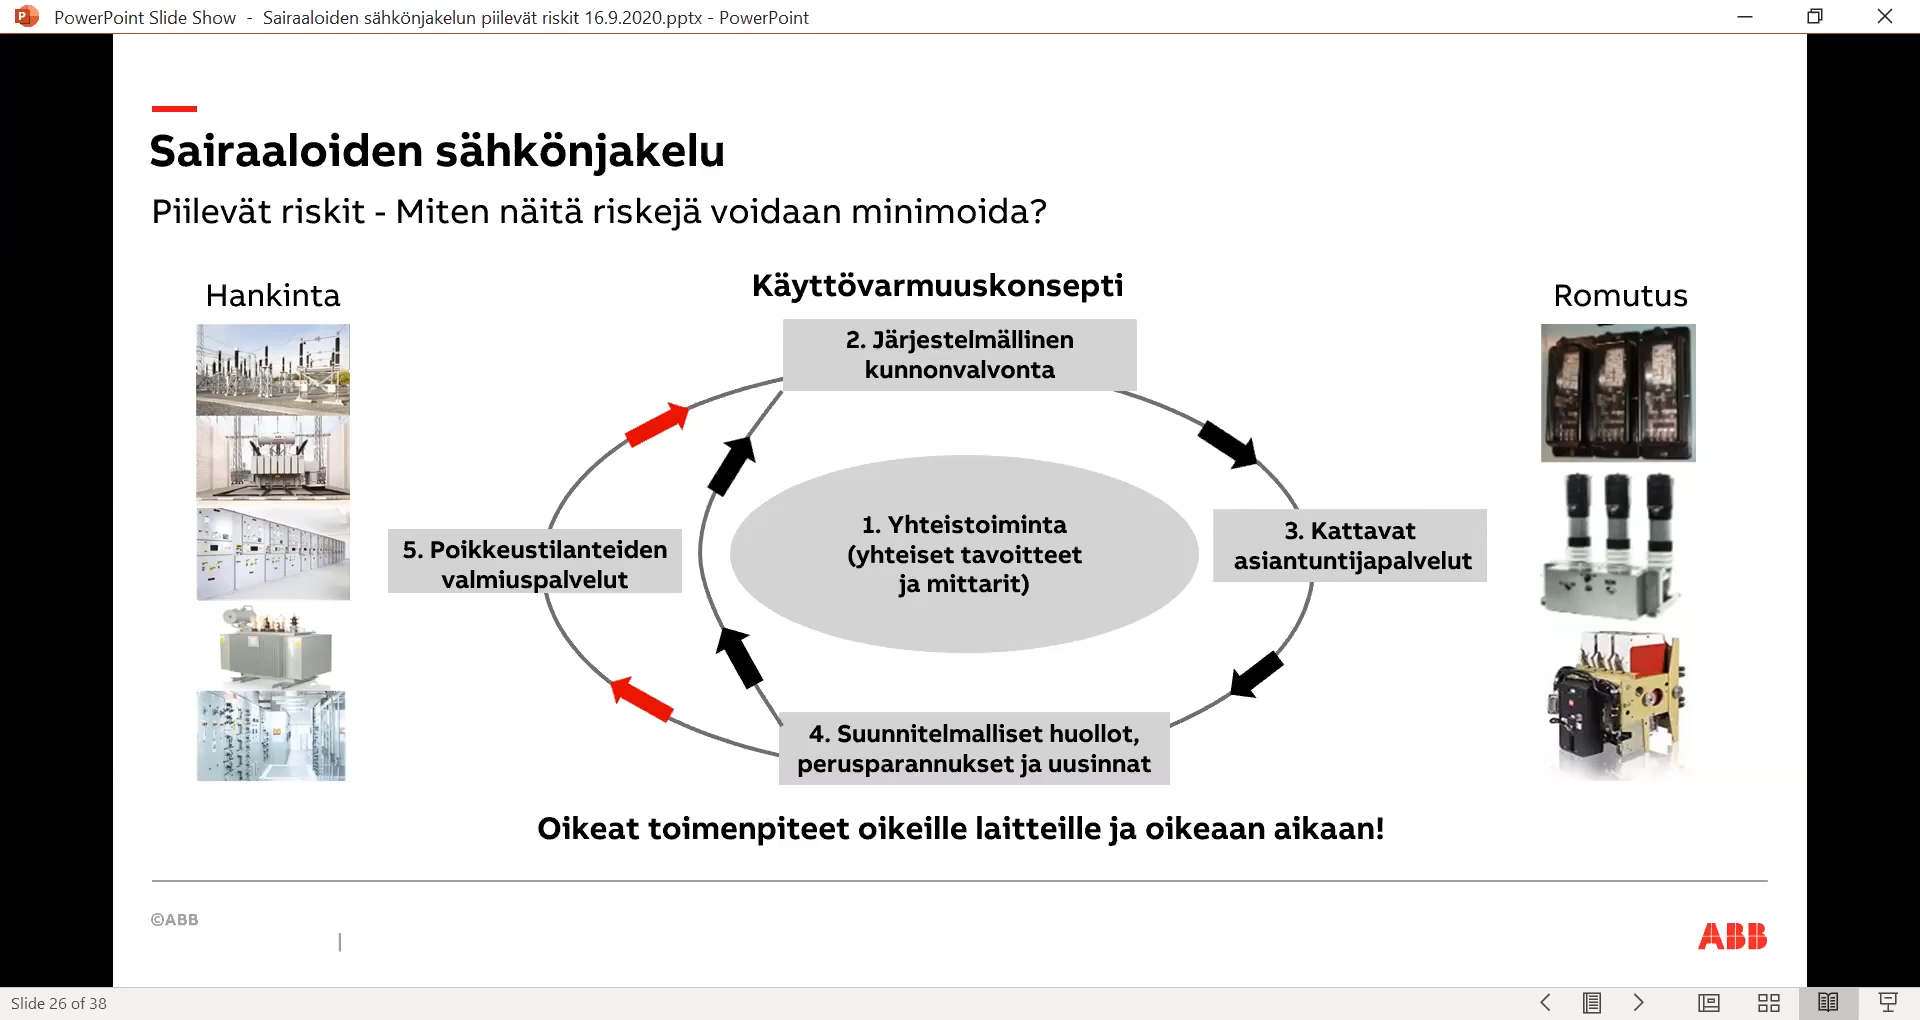 PowerPoint Slide Show - Sairaaloiden sähkönjakelun piilevät riskit 16.9.2020.pptx - PowerPoint
Sairaaloiden sähkönjakelu
Piilevät riskit - Miten näitä riskejä voidaan minimoida?
Hankinta
Käyttövarmuuskonsepti
Romutus
2. Järjestelmällinen
kunnonvalvonta
1. Yhteistoiminta
(yhteiset tavoitteet
ja mittarit)
3. Kattavat
asiantuntijapalvelut
5. Poikkeustilanteiden
valmiuspalvelut
4. Suunnitelmalliset huollot,
perusparannukset ja uusinnat
Oikeat toimenpiteet oikeille laitteille ja oikeaan aikaan!
©ABB
|
ABB
Slide 26 of 38